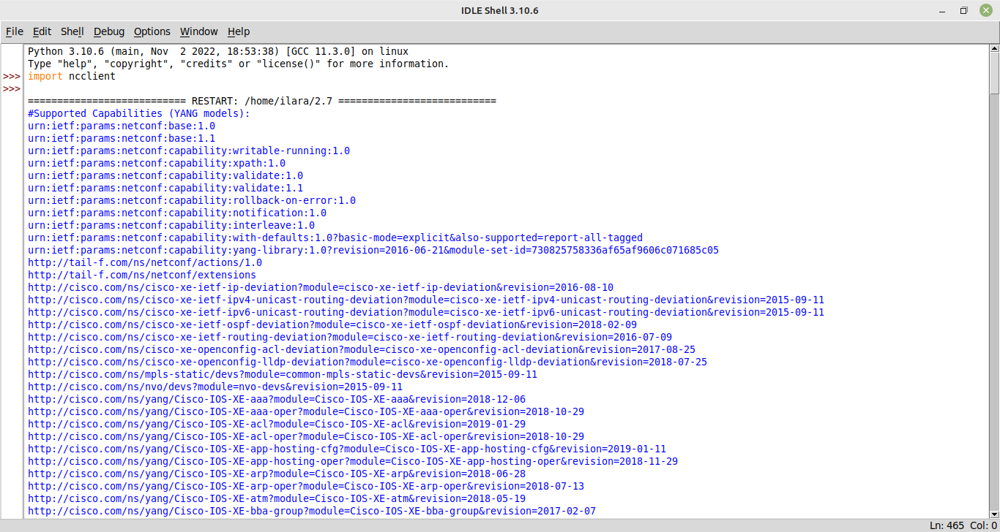 IDLE Shell 3.10.6
File Edit Shell Debug Options Window Help
Python 3.10.6 (main, Nov  2 2022, 18:53:38) [GCC 11.3.0] on linux
Type "help", "copyright", "credits" or "license()" for more information.
>>> import ncclient
>>>
=========================== RESTART: /home/ilara/2.7 ===========================
#Supported Capabilities (YANG models):
urn:ietf:params:netconf:base:1.0
urn:ietf:params:netconf:base:1.1
urn:ietf:params:netconf:capability:writable-running:1.0
urn:ietf:params:netconf:capability:xpath:1.0
urn:ietf:params:netconf:capability:validate:1.0
urn:ietf:params:netconf:capability:validate:1.1
urn:ietf:params:netconf:capability:rollback-on-error:1.0
urn:ietf:params:netconf:capability:notification:1.0
urn:ietf:params:netconf:capability:interleave:1.0
urn:ietf:params:netconf:capability:with-defaults:1.0?basic-mode=explicit&also-supported=report-all-tagged
urn:ietf:params:netconf:capability:yang-library:1.0?revision=2016-06-21&module-set-id=730825758336af65af9606c071685c05
http://tail-f.com/ns/netconf/actions/1.0
http://tail-f.com/ns/netconf/extensions
http://cisco.com/ns/cisco-xe-ietf-ip-deviation?module=cisco-xe-ietf-ip-deviation&revision=2016-08-10
http://cisco.com/ns/cisco-xe-ietf-ipv4-unicast-routing-deviation?module=cisco-xe-ietf-ipv4-unicast-routing-deviation&revision=2015-09-11
http://cisco.com/ns/cisco-xe-ietf-ipv6-unicast-routing-deviation?module=cisco-xe-ietf-ipv6-unicast-routing-deviation&revision=2015-09-11
http://cisco.com/ns/cisco-xe-ietf-ospf-deviation?module=cisco-xe-ietf-ospf-deviation&revision=2018-02-09
http://cisco.com/ns/cisco-xe-ietf-routing-deviation?module=cisco-xe-ietf-routing-deviation&revision=2016-07-09
http://cisco.com/ns/cisco-xe-openconfig-acl-deviation?module=cisco-xe-openconfig-acl-deviation&revision=2017-08-25
http://cisco.com/ns/cisco-xe-openconfig-lldp-deviation?module=cisco-xe-openconfig-lldp-deviation&revision=2018-07-25
http://cisco.com/ns/mpls-static/devs?module=common-mpls-static-devs&revision=2015-09-11
http://cisco.com/ns/nvo/devs?module=nvo-devs&revision=2015-09-11
http://cisco.com/ns/yang/Cisco-IOS-XE-aaa?module=Cisco-IOS-XE-aaa&revision=2018-12-06
http://cisco.com/ns/yang/Cisco-IOS-XE-aaa-oper?module=Cisco-IOS-XE-aaa-oper&revision=2018-10-29
http://cisco.com/ns/yang/Cisco-IOS-XE-acl?module=Cisco-IOS-XE-acl&revision=2019-01-29
http://cisco.com/ns/yang/Cisco-IOS-XE-acl-oper?module=Cisco-IOS-XE-acl-oper&revision=2018-10-29
http://cisco.com/ns/yang/Cisco-IOS-XE-app-hosting-cfg?module=Cisco-IOS-XE-app-hosting-cfg&revision=2019-01-11
http://cisco.com/ns/yang/Cisco-IOS-XE-app-hosting-oper?module=Cisco-IOS-XE-app-hosting-oper&revision=2018-11-29
http://cisco.com/ns/yang/Cisco-IOS-XE-arp?module=Cisco-IOS-XE-arp&revision=2018-06-28
http://cisco.com/ns/yang/Cisco-IOS-XE-arp-oper?module=Cisco-IOS-XE-arp-oper&revision=2018-07-13
http://cisco.com/ns/yang/Cisco-IOS-XE-atm?module=Cisco-IOS-XE-atm&revision=2018-05-19
http://cisco.com/ns/yang/Cisco-IOS-XE-bba-group?module=Cisco-IOS-XE-bba-group&revision=2017-02-07
Ln: 465 Col: 0